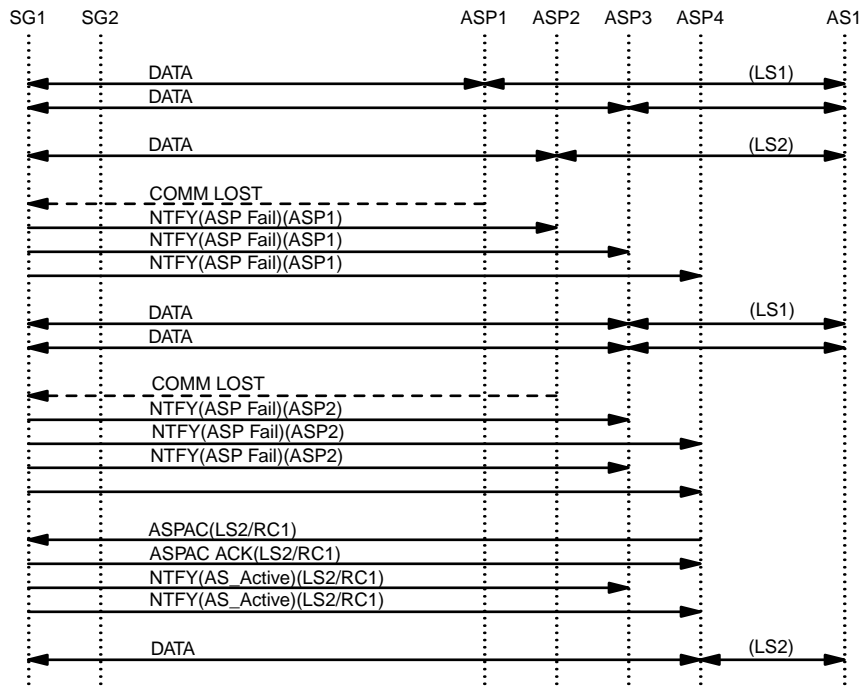 SG1 SG2 ASP1 ASP2 ASP3 ASP4 AS1
DATA (LS1)
DATA
DATA (LS2)
COMM LOST
NTFY(ASP Fail)(ASP1)
NTFY(ASP Fail)(ASP1)
NTFY(ASP Fail)(ASP1)
DATA (LS1)
DATA
COMM LOST
NTFY(ASP Fail)(ASP2)
NTFY(ASP Fail)(ASP2)
NTFY(ASP Fail)(ASP2)
ASPAC(LS2/RC1)
ASPAC ACK(LS2/RC1)
NTFY(AS_Active)(LS2/RC1)
NTFY(AS_Active)(LS2/RC1)
DATA (LS2)